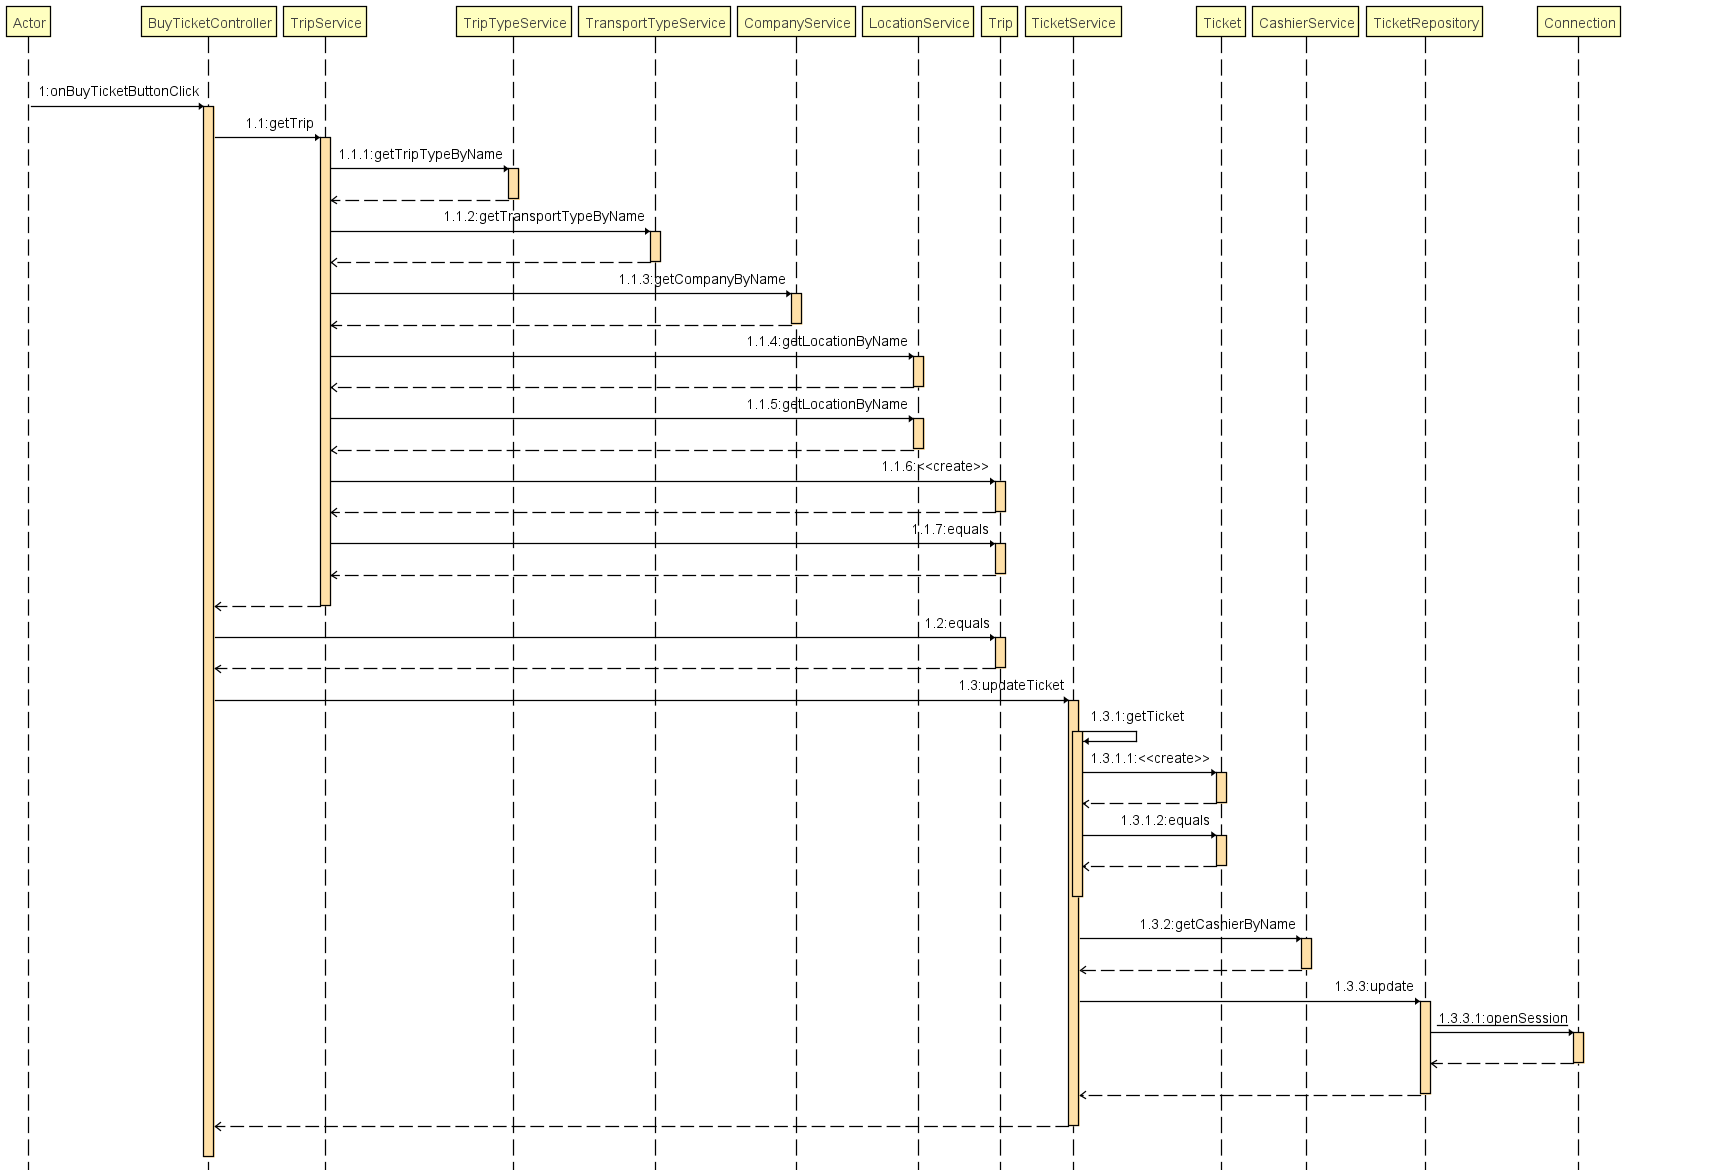 Actor
BuyTicketController
TripService
TripTypeService
TransportTypeService
CompanyService
LocationService
Trip
TicketService
Ticket
CashierService
TicketRepository
Connection
1:onBuyTicketButtonClick
1.1:getTrip
1.1.1:getTripTypeByName
1.1.2:getTransportTypeByName
1.1.3:getCompanyByName
1.1.4:getLocationByName
1.1.5:getLocationByName
1.1.6:<<create>>
1.1.7:equals
1.2:equals
1.3:updateTicket
1.3.1:getTicket
1.3.1.1:<<create>>
1.3.1.2:equals
1.3.2:getCashierByName
1.3.3:update
1.3.3.1:openSession